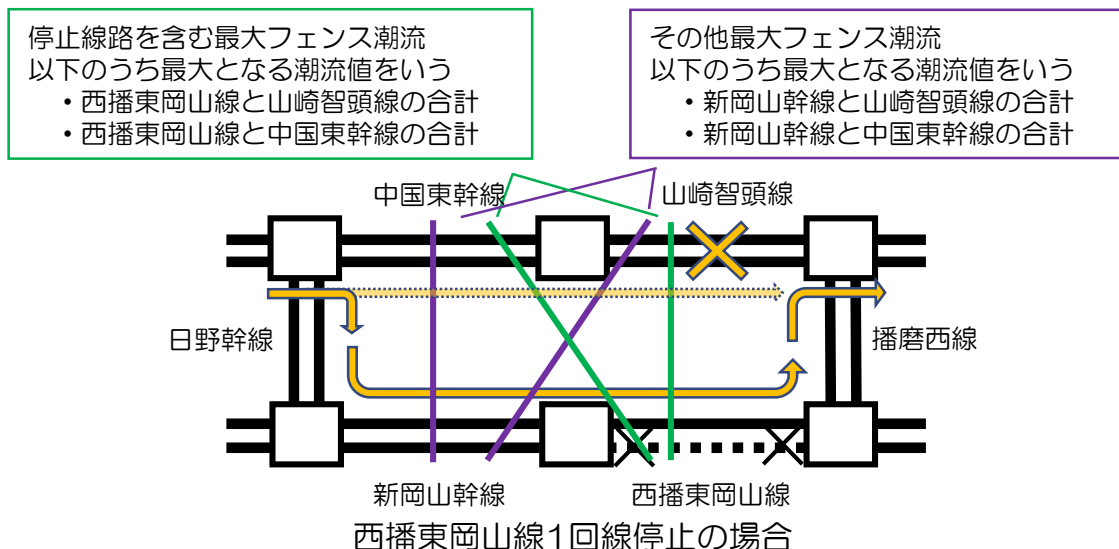 停止線路を含む最大フェンス潮流
以下のうち最大となる潮流値をいう
・西播東岡山線と山崎智頭線の合計
・西播東岡山線と中国東幹線の合計
その他最大フェンス潮流
以下のうち最大となる潮流値をいう
・新岡山幹線と山崎智頭線の合計
・新岡山幹線と中国東幹線の合計
中国東幹線
山崎智頭線
日野幹線
播磨西線
新岡山幹線
西播東岡山線
西播東岡山線1回線停止の場合